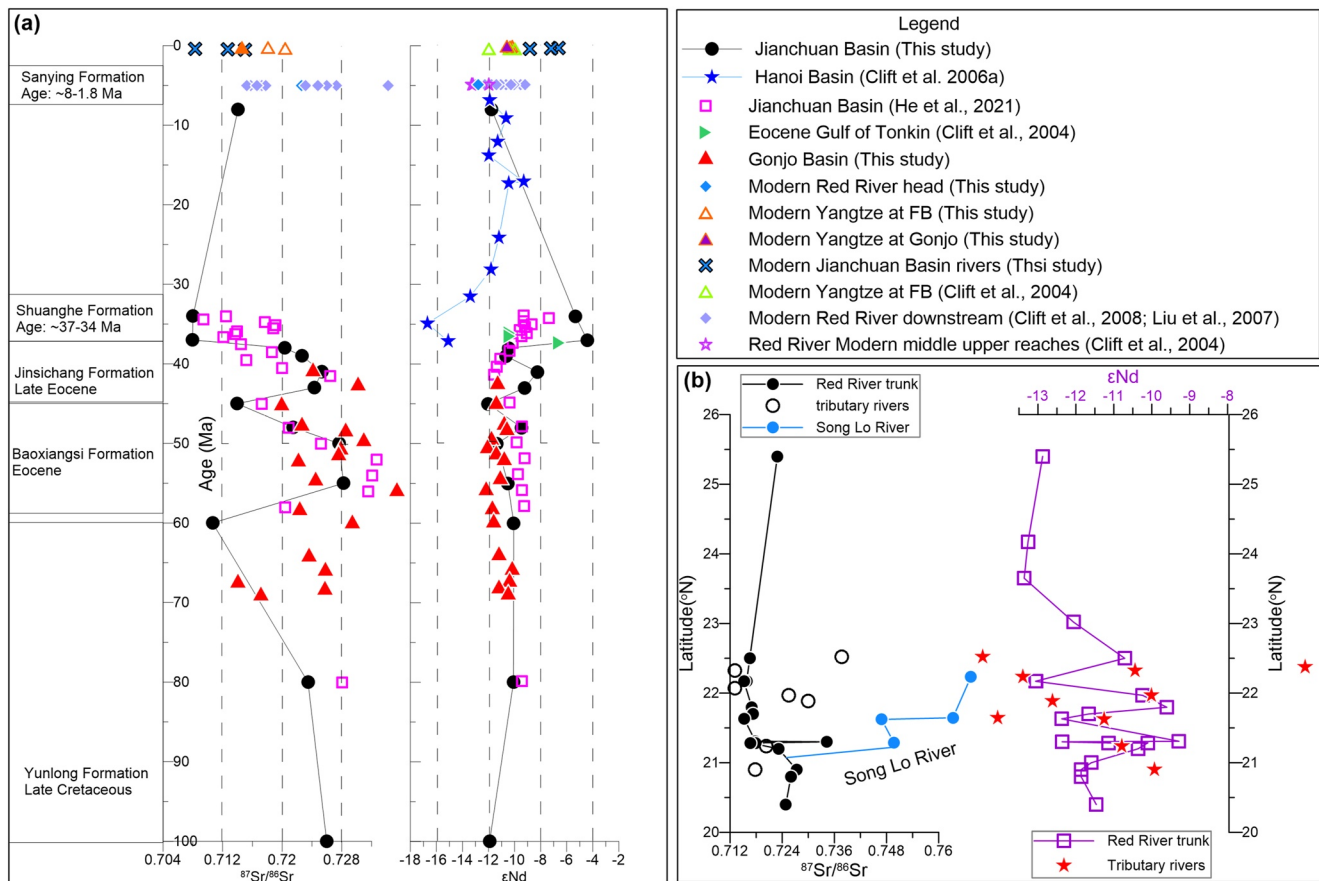 (a)
0
10
20
30
40
50
60
70
80
90
100
Age (Ma)
Sanying Formation
Age: ~8-1.8 Ma
Shuanghe Formation
Age: ~37-34 Ma
Jinsichang Formation
Late Eocene
Baoxiangsi Formation
Eocene
Yunlong Formation
Late Cretaceous
0.704
0.712
0.72
0.728
⁸⁷Sr/⁸⁶Sr
-18
-16
-14
-12
-10
-8
-6
-4
-2
εNd
Legend
Jianchuan Basin (This study)
Hanoi Basin (Clift et al. 2006a)
Jianchuan Basin (He et al., 2021)
Eocene Gulf of Tonkin (Clift et al., 2004)
Gonjo Basin (This study)
Modern Red River head (This study)
Modern Yangtze at FB (This study)
Modern Yangtze at Gonjo (This study)
Modern Jianchuan Basin rivers (Thsi study)
Modern Yangtze at FB (Clift et al., 2004)
Modern Red River downstream (Clift et al., 2008; Liu et al., 2007)
Red River Modern middle upper reaches (Clift et al., 2004)
(b)
Red River trunk
tributary rivers
Song Lo River
εNd
-13
-12
-11
-10
-9
-8
26
25
24
23
22
21
20
Latitude(°N)
26
25
24
23
22
21
20
Latitude(°N)
Song Lo River
0.712
0.724
0.736
0.748
0.76
⁸⁷Sr/⁸⁶Sr
Red River trunk
Tributary rivers